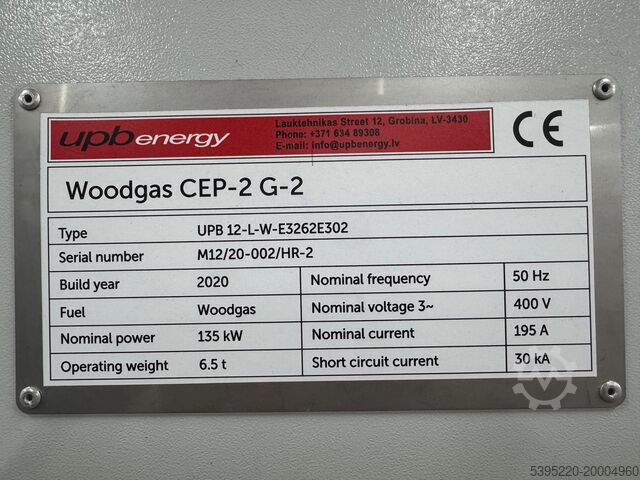 upbenergy
Lauktehnikas Street 12, Grobina, LV-3430
Phone: +371 634 89308
E-mail: info@upbenergy.lv
CE
Woodgas CEP-2 G-2
Type UPB 12-L-W-E3262E302
Serial number M12/20-002/HR-2
Build year 2020 Nominal frequency 50 Hz
Fuel Woodgas Nominal voltage 3~ 400 V
Nominal power 135 kW Nominal current 195 A
Operating weight 6.5 t Short circuit current 30 kA
5395220-20004960